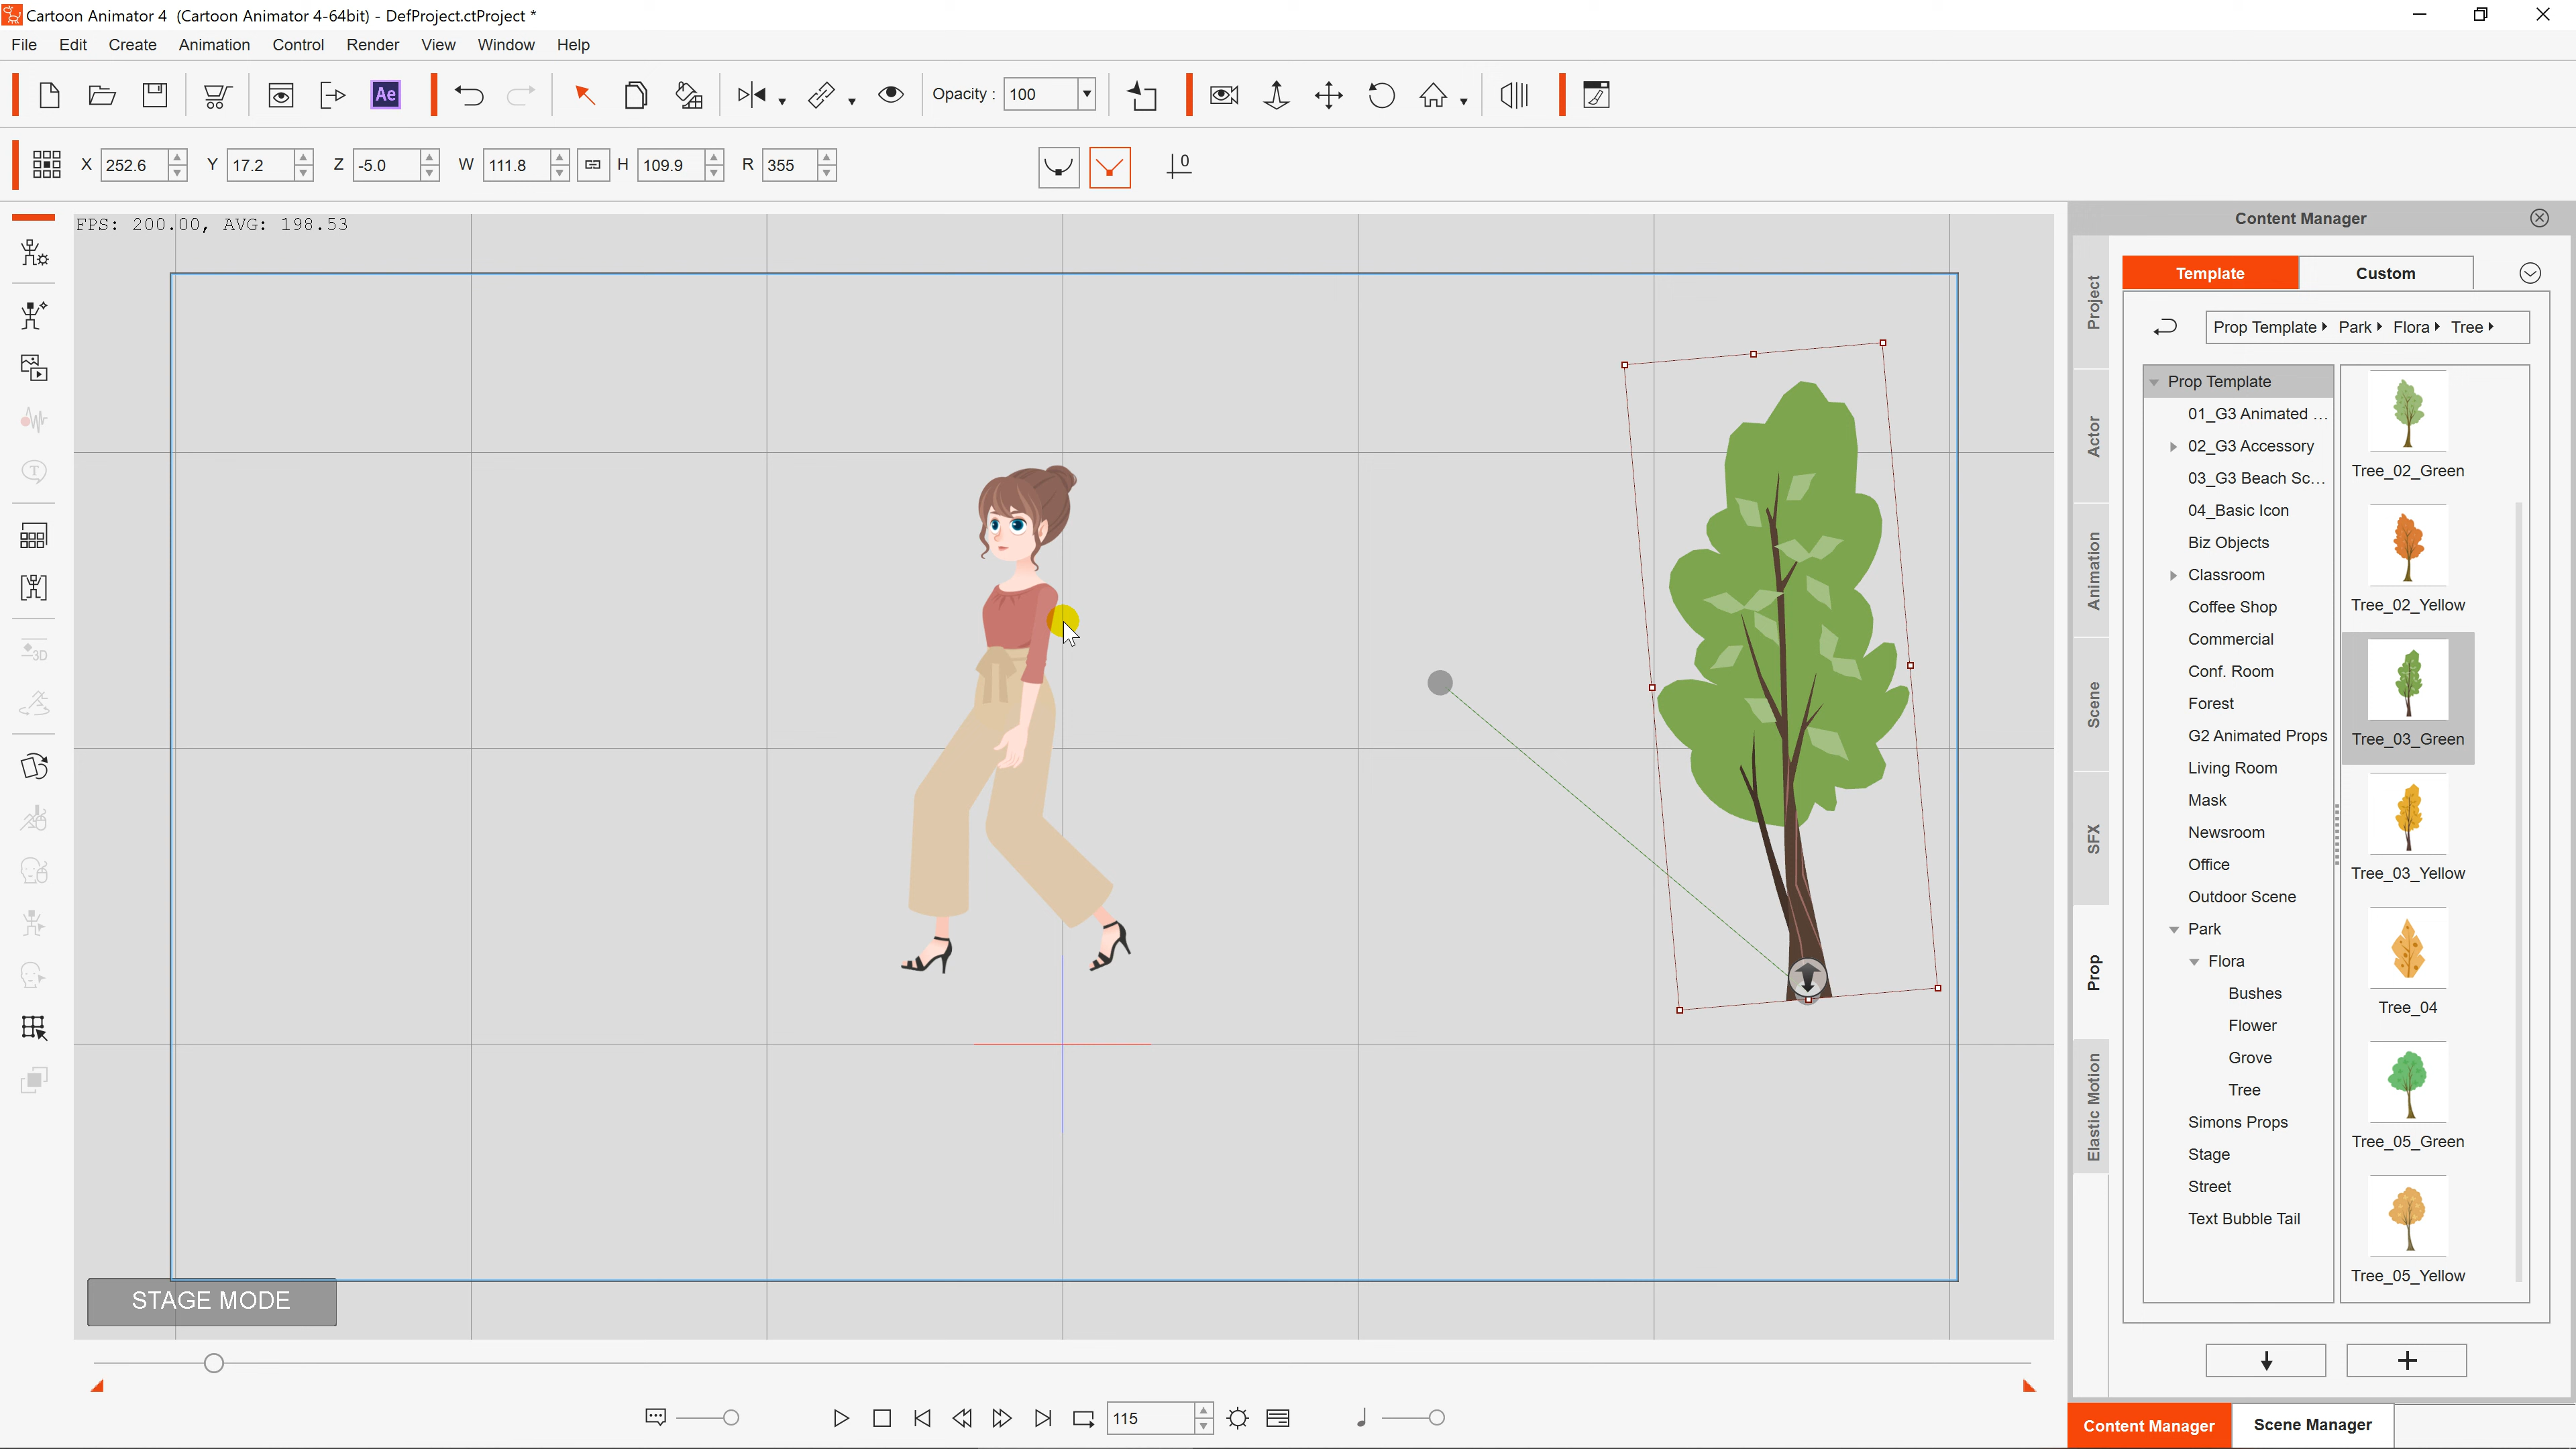 Cartoon Animator 4 (Cartoon Animator 4-64bit) - DefProject.ctProject *
File Edit Create Animation Control Render View Window Help
Ae Opacity : 100
X 252.6 Y 17.2 Z -5.0 W 111.8 H 109.9 R 355 0
FPS: 200.00, AVG: 198.53
Content Manager
Template Custom
Prop Template Park Flora Tree
Project
Actor
Animation
Scene
SFX
Prop
Elastic Motion
Prop Template
01_G3 Animated ...
02_G3 Accessory
03_G3 Beach Sc...
04_Basic Icon
Biz Objects
Classroom
Coffee Shop
Commercial
Conf. Room
Forest
G2 Animated Props
Living Room
Mask
Newsroom
Office
Outdoor Scene
Park
Flora
Bushes
Flower
Grove
Tree
Simons Props
Stage
Street
Text Bubble Tail
Tree_02_Green
Tree_02_Yellow
Tree_03_Green
Tree_03_Yellow
Tree_04
Tree_05_Green
Tree_05_Yellow
T
3D
STAGE MODE
115
Content Manager Scene Manager